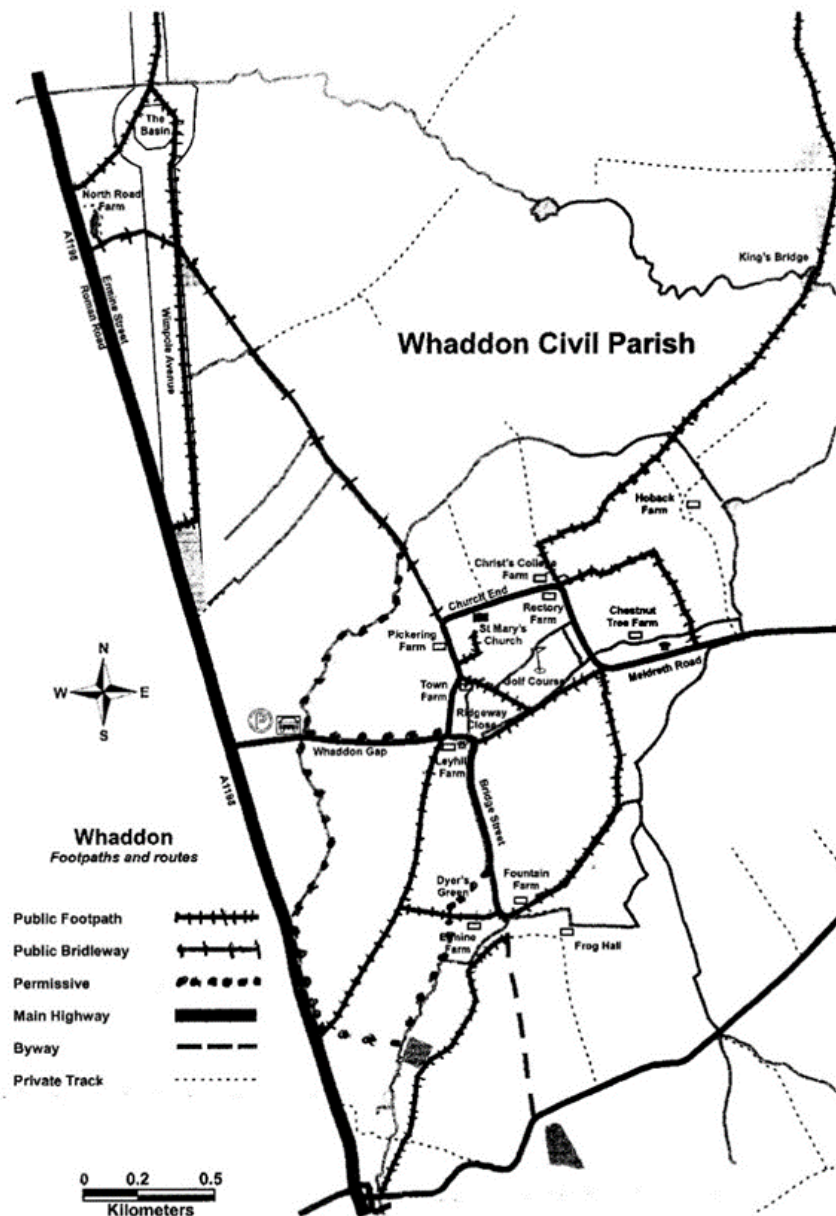 The
Basin
North Road
Farm
A1198
Ermine Street
Roman Road
Wimpole Avenue
King's Bridge
Whaddon Civil Parish
Hoback
Farm
Christ's College
Farm
Church End
Rectory
Farm
Chestnut
Tree Farm
St Mary's
Church
Pickering
Farm
Meldreth Road
Town
Farm
Golf Course
Ridgeway
Close
N
W E
S
Whaddon Gap
Leyhill
Farm
A1198
Bridge Street
Whaddon
Footpaths and routes
Dyer's
Green
Fountain
Farm
Ermine
Farm
Frog Hall
Public Footpath
Public Bridleway
Permissive
Main Highway
Byway
Private Track
0 0.2 0.5
Kilometers